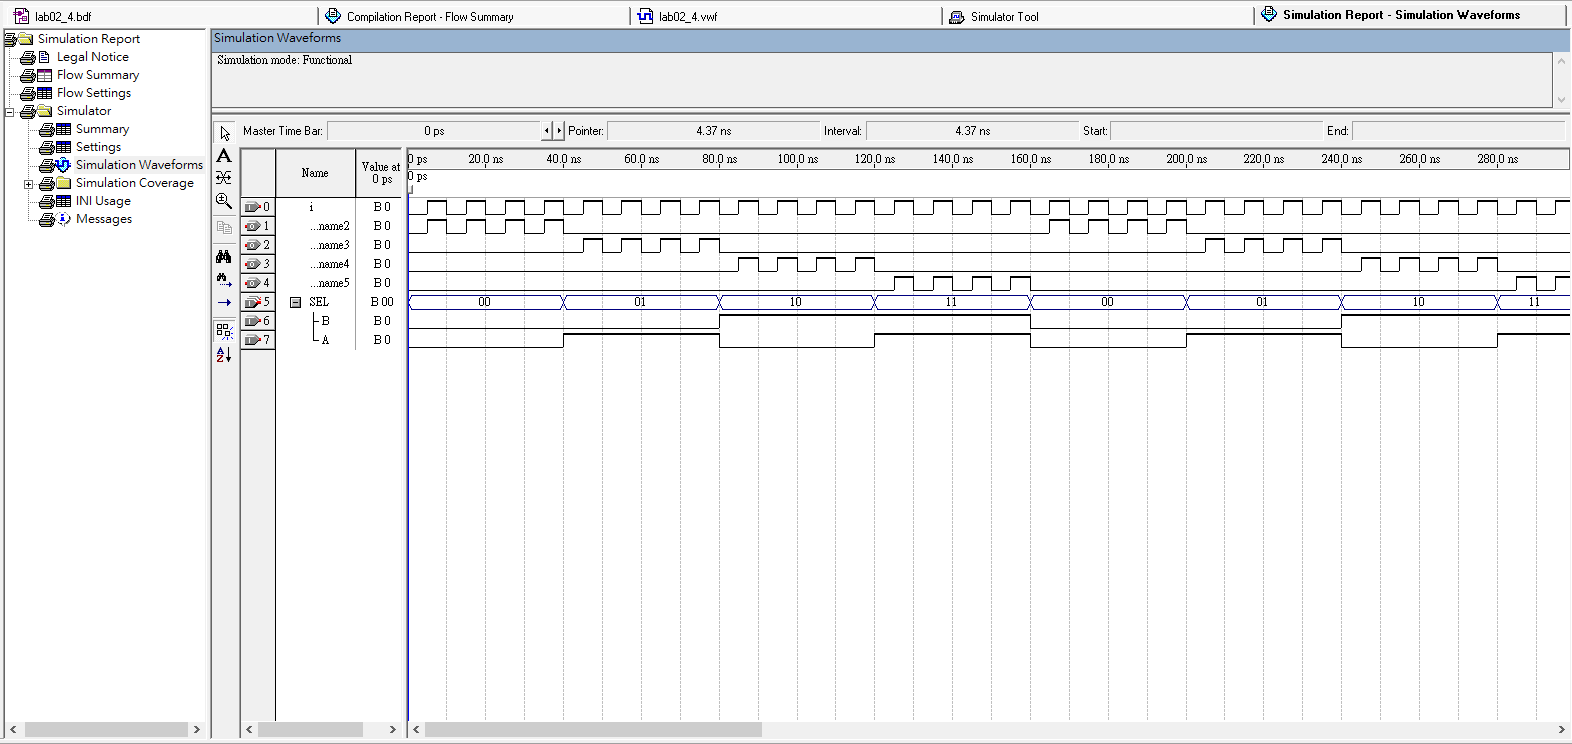 lab02_4.bdf
Compilation Report - Flow Summary
lab02_4.vwf
Simulator Tool
Simulation Report - Simulation Waveforms
Simulation Report
Legal Notice
Flow Summary
Flow Settings
Simulator
Summary
Settings
Simulation Waveforms
Simulation Coverage
INI Usage
Messages
Simulation Waveforms
Simulation mode: Functional
Master Time Bar: 0 ps Pointer: 4.37 ns Interval: 4.37 ns Start: End:
Name
Value at
0 ps
0 ps 20.0 ns 40.0 ns 60.0 ns 80.0 ns 100.0 ns 120.0 ns 140.0 ns 160.0 ns 180.0 ns 200.0 ns 220.0 ns 240.0 ns 260.0 ns 280.0 ns
0 ps
0 i B 0
1 ...name2 B 0
2 ...name3 B 0
3 ...name4 B 0
4 ...name5 B 0
5 SEL B 00 00 01 10 11 00 01 10 11
6 B B 0
7 A B 0